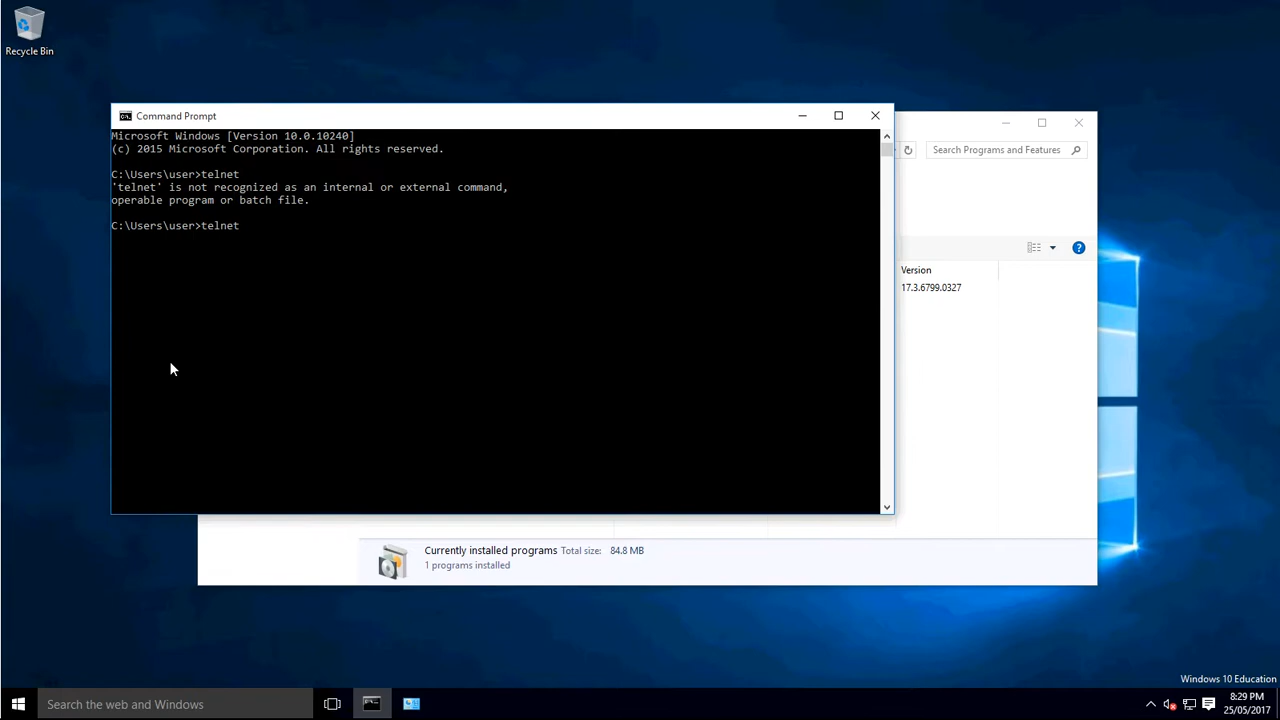 Recycle Bin
Command Prompt
Microsoft Windows [Version 10.0.10240]
(c) 2015 Microsoft Corporation. All rights reserved.
C:\Users\user>telnet
'telnet' is not recognized as an internal or external command,
operable program or batch file.
C:\Users\user>telnet
Search Programs and Features
Version
17.3.6799.0327
Currently installed programs Total size: 84.8 MB
1 programs installed
Windows 10 Education
Search the web and Windows
8:29 PM
25/05/2017